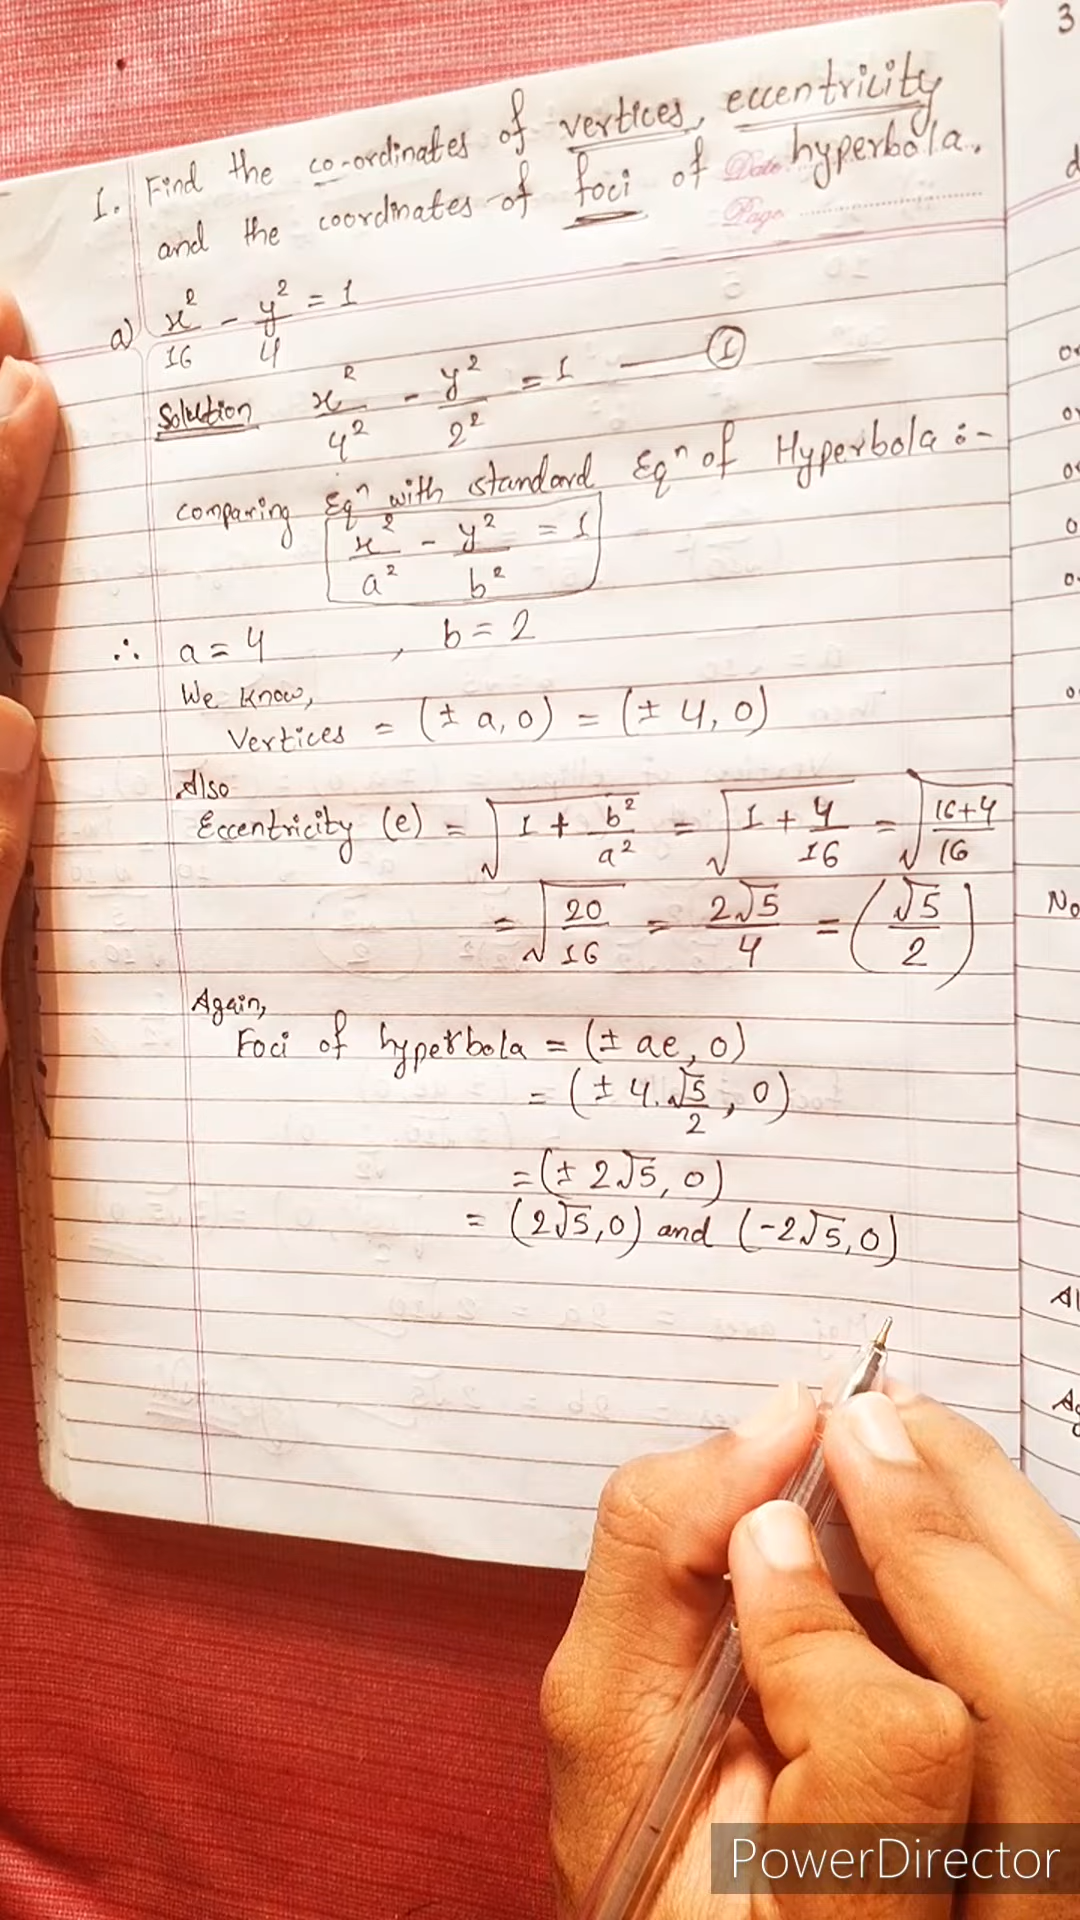 1. Find the co-ordinates of vertices, eccentricity
and the coordinates of foci of hyperbola.
Date
Page
a) x²/16 - y²/4 = 1
Solution x²/4² - y²/2² = 1 —— (I)
comparing Eqⁿ with standard Eqⁿ of Hyperbola :-
x²/a² - y²/b² = 1
∴ a = 4 , b = 2
We know,
Vertices = (± a, 0) = (± 4, 0)
Also
Eccentricity (e) = √(1 + b²/a²) = √(1 + 4/16) = √((16+4)/16)
= √(20/16) = 2√5/4 = (√5/2)
Again,
Foci of hyperbola = (± ae, 0)
= (± 4.√5/2, 0)
= (± 2√5, 0)
= (2√5, 0) and (-2√5, 0)
3
No
PowerDirector